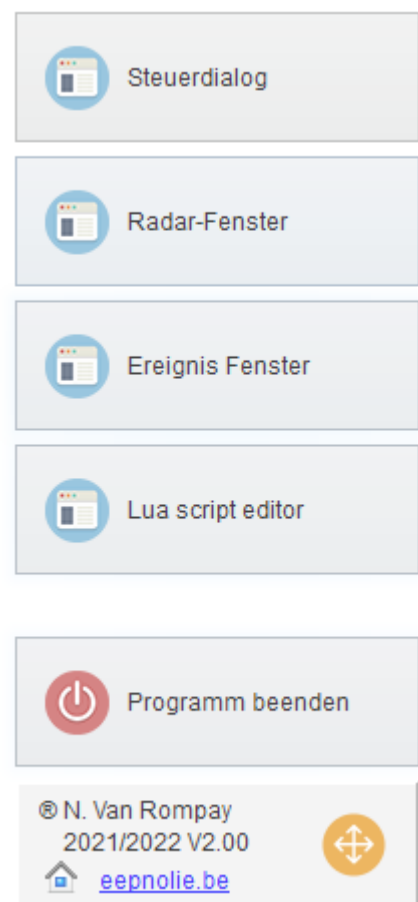 Steuerdialog
Radar-Fenster
Ereignis Fenster
Lua script editor
Programm beenden
® N. Van Rompay
2021/2022 V2.00
eepnolie.be